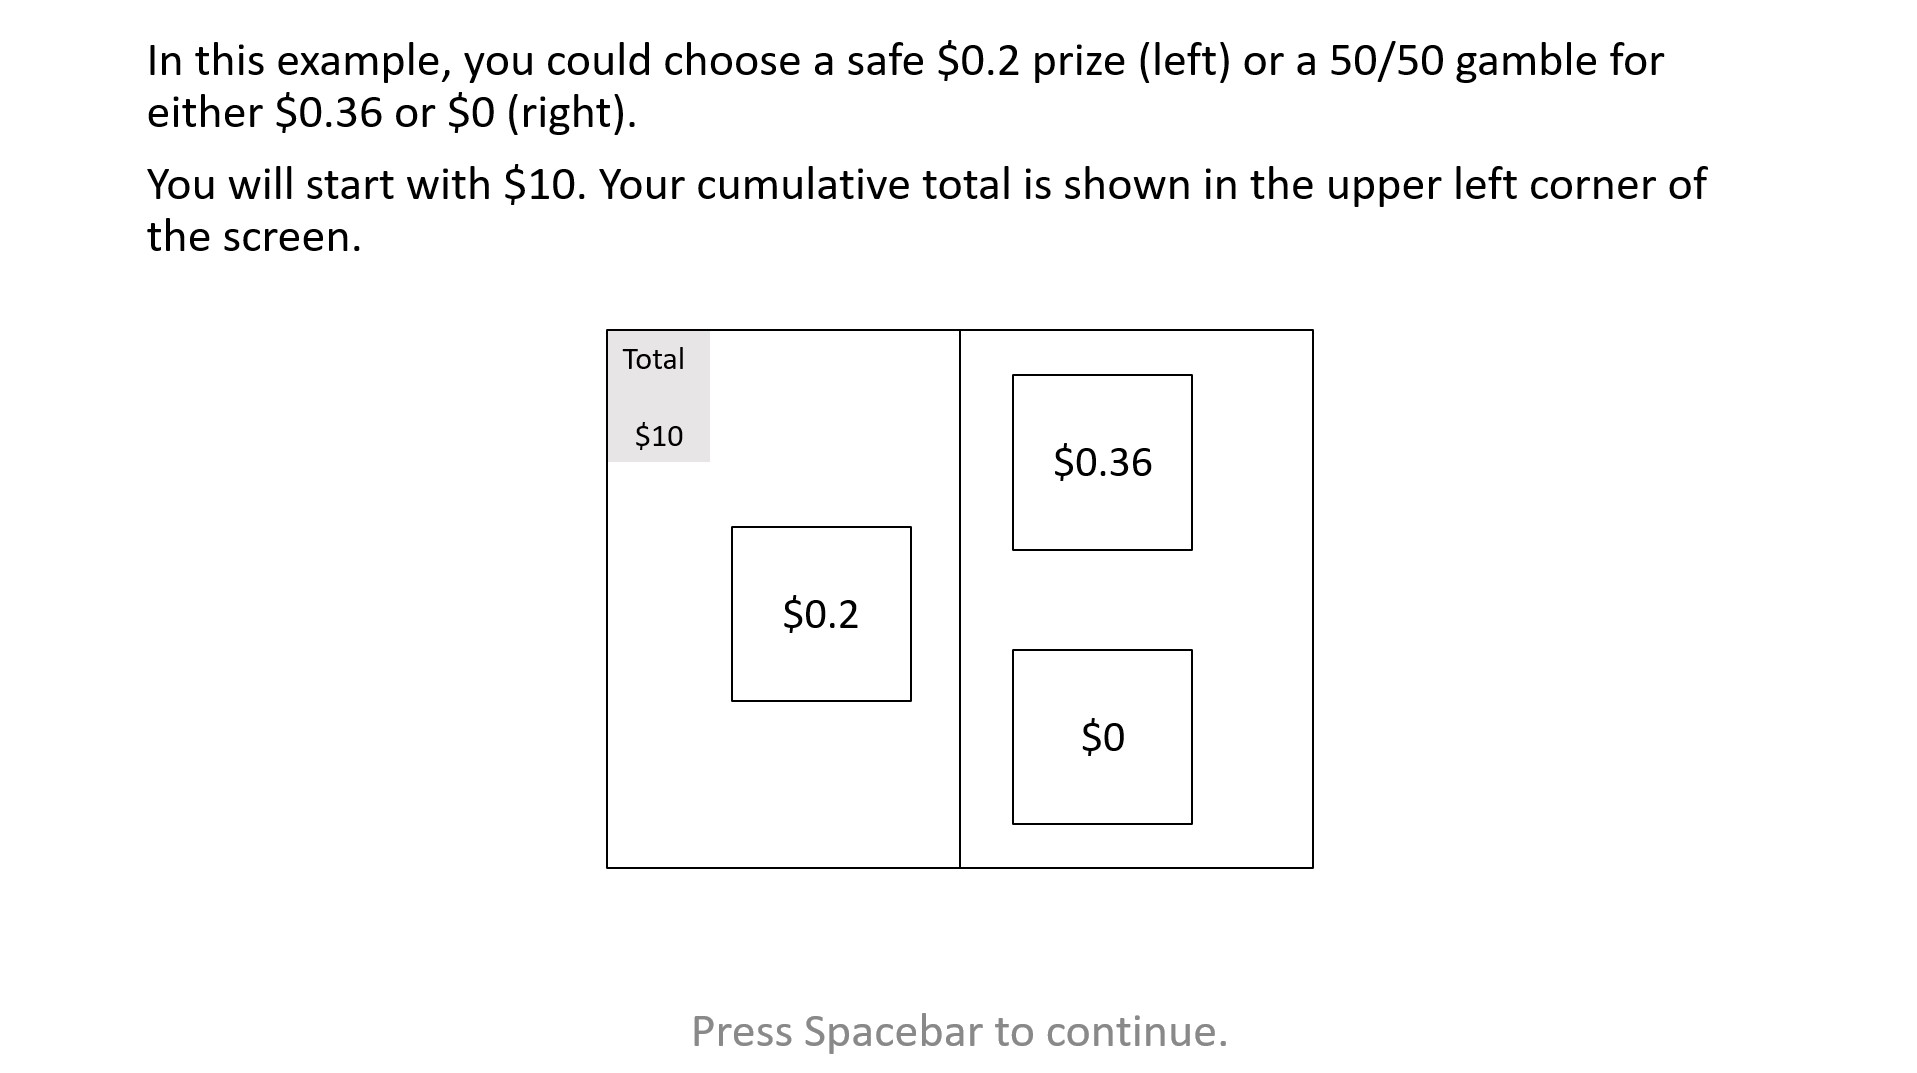 In this example, you could choose a safe $0.2 prize (left) or a 50/50 gamble for
either $0.36 or $0 (right).
You will start with $10. Your cumulative total is shown in the upper left corner of
the screen.
Total
$10
$0.2
$0.36
$0
Press Spacebar to continue.